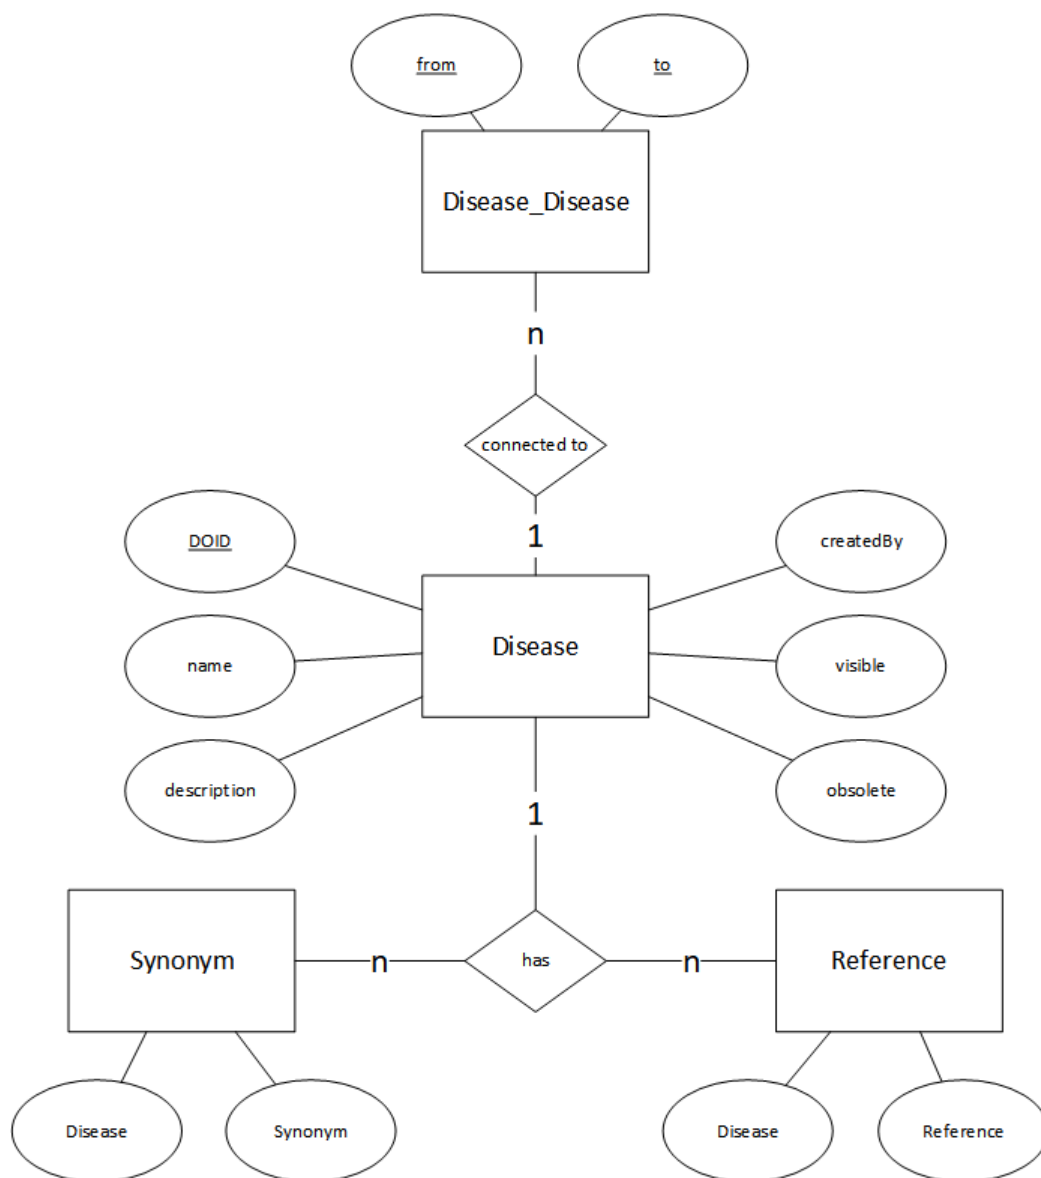 from
to
Disease_Disease
n
connected to
1
DOID
createdBy
Disease
name
visible
description
obsolete
1
Synonym
n
has
n
Reference
Disease
Synonym
Disease
Reference